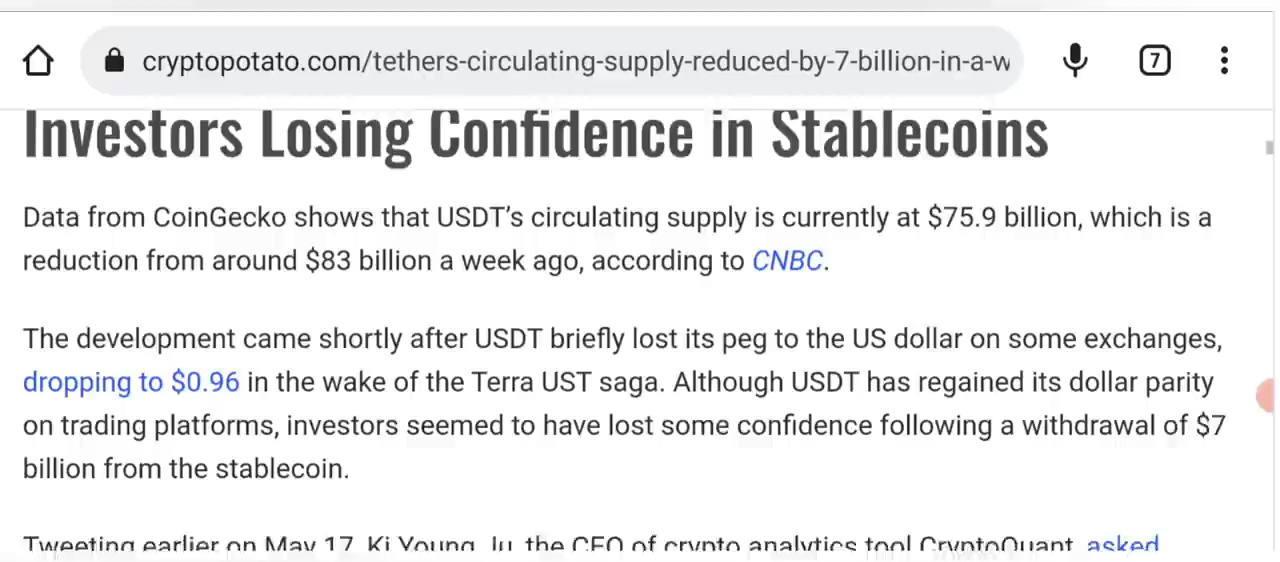 cryptopotato.com/tethers-circulating-supply-reduced-by-7-billion-in-a-w
7
Investors Losing Confidence in Stablecoins
Data from CoinGecko shows that USDT’s circulating supply is currently at $75.9 billion, which is a
reduction from around $83 billion a week ago, according to CNBC.
The development came shortly after USDT briefly lost its peg to the US dollar on some exchanges,
dropping to $0.96 in the wake of the Terra UST saga. Although USDT has regained its dollar parity
on trading platforms, investors seemed to have lost some confidence following a withdrawal of $7
billion from the stablecoin.
Tweeting earlier on May 17, Ki Young Ju, the CEO of crypto analytics tool CryptoQuant, asked